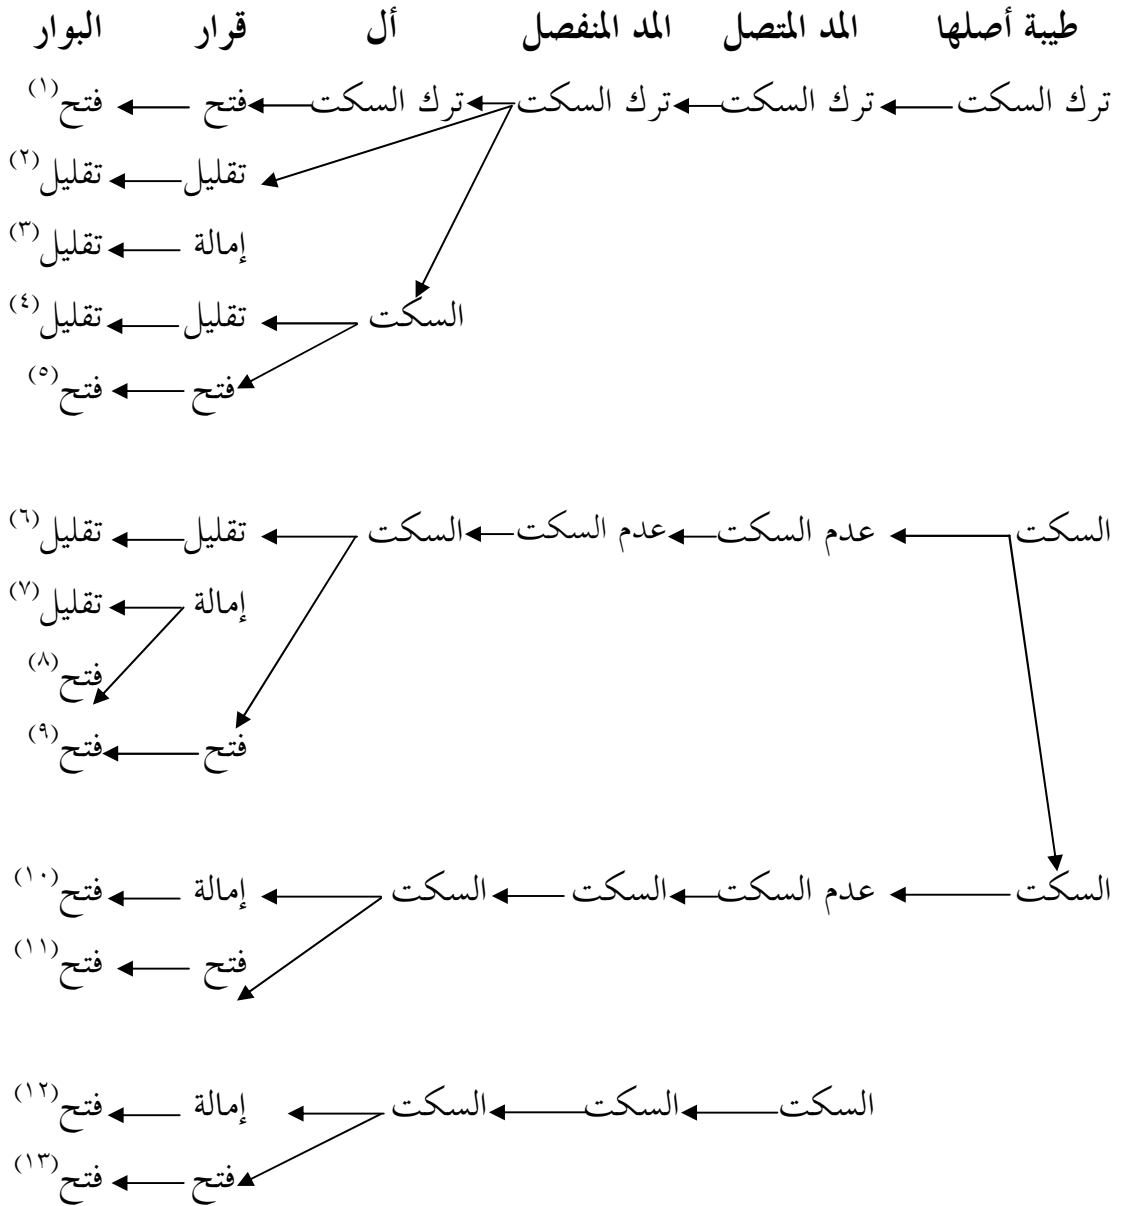 طيبة أصلها المد المتصل المد المنفصل أل قرار البوار
ترك السكت ترك السكت ترك السكت ترك السكت فتح فتح(١)
تقليل تقليل(٢)
إمالة تقليل(٣)
السكت تقليل تقليل(٤)
فتح فتح(٥)
السكت عدم السكت عدم السكت السكت تقليل تقليل(٦)
إمالة تقليل(٧)
فتح(٨)
فتح فتح(٩)
السكت عدم السكت السكت السكت إمالة فتح(١٠)
فتح فتح(١١)
السكت السكت السكت إمالة فتح(١٢)
فتح فتح(١٣)